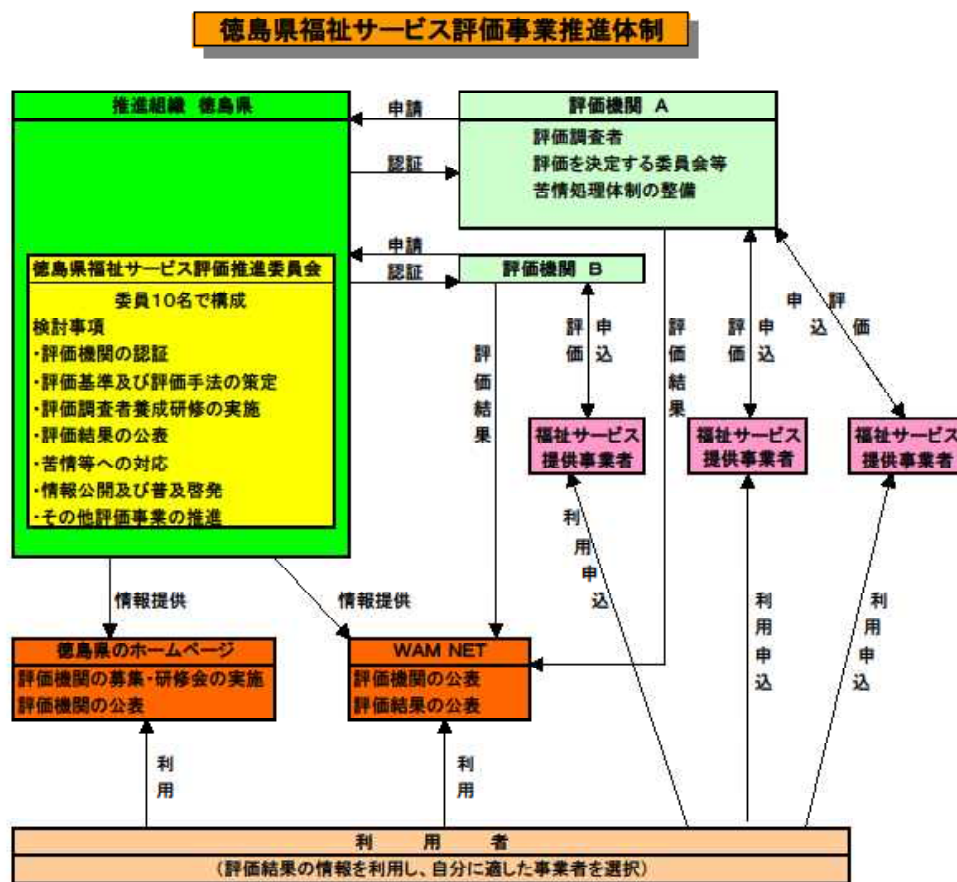 徳島県福祉サービス評価事業推進体制
推進組織 徳島県
申請
認証
評価機関 A
評価調査者
評価を決定する委員会等
苦情処理体制の整備
申請
認証
評価機関 B
徳島県福祉サービス評価推進委員会
委員10名で構成
検討事項
・評価機関の認証
・評価基準及び評価手法の策定
・評価調査者養成研修の実施
・評価結果の公表
・苦情等への対応
・情報公開及び普及啓発
・その他評価事業の推進
評価結果
評価
申込
評価結果
評価
申込
申込
評価
福祉サービス
提供事業者
福祉サービス
提供事業者
福祉サービス
提供事業者
情報提供
情報提供
利用申込
利用申込
利用申込
徳島県のホームページ
評価機関の募集・研修会の実施
評価機関の公表
WAM NET
評価機関の公表
評価結果の公表
利用
利用
利用者
(評価結果の情報を利用し、自分に適した事業者を選択)